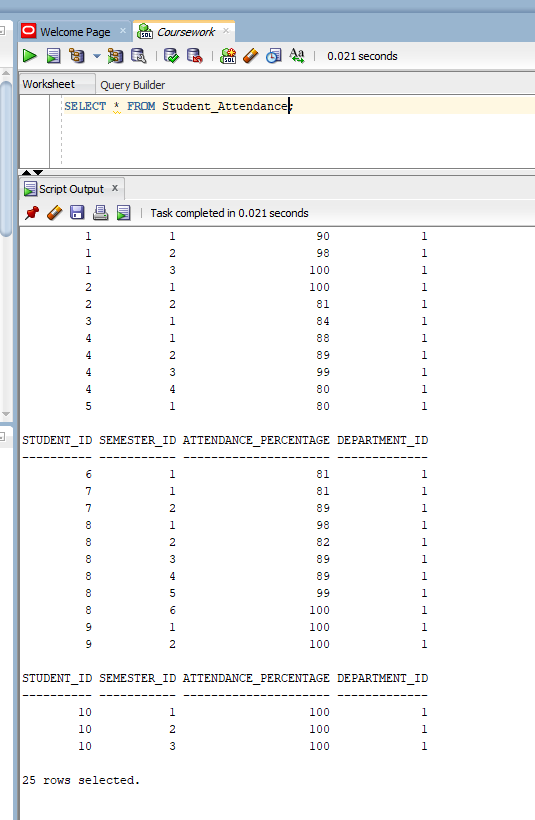 Welcome Page Coursework
0.021 seconds
Worksheet Query Builder
SELECT * FROM Student_Attendance;
Script Output
Task completed in 0.021 seconds
1 1 90 1
1 2 98 1
1 3 100 1
2 1 100 1
2 2 81 1
3 1 84 1
4 1 88 1
4 2 89 1
4 3 99 1
4 4 80 1
5 1 80 1
STUDENT_ID SEMESTER_ID ATTENDANCE_PERCENTAGE DEPARTMENT_ID
---------- ----------- --------------------- -------------
6 1 81 1
7 1 81 1
7 2 89 1
8 1 98 1
8 2 82 1
8 3 89 1
8 4 89 1
8 5 99 1
8 6 100 1
9 1 100 1
9 2 100 1
STUDENT_ID SEMESTER_ID ATTENDANCE_PERCENTAGE DEPARTMENT_ID
---------- ----------- --------------------- -------------
10 1 100 1
10 2 100 1
10 3 100 1
25 rows selected.